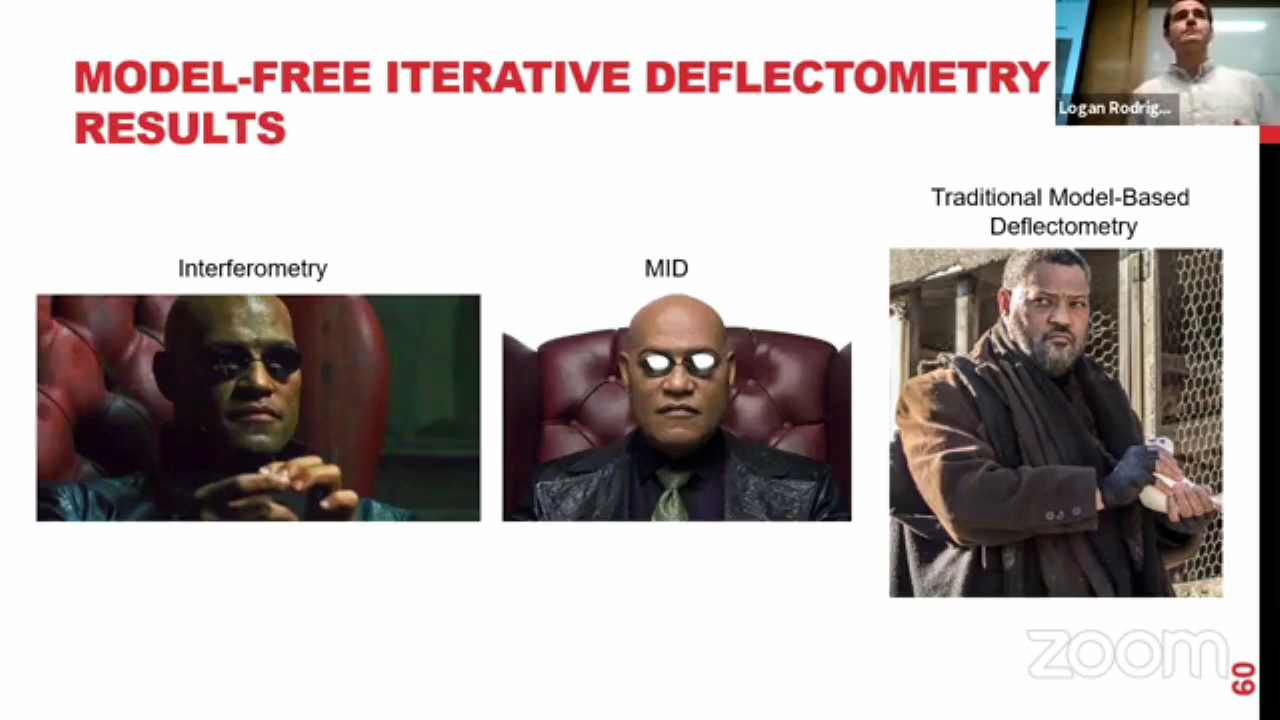 MODEL-FREE ITERATIVE DEFLECTOMETRY
RESULTS
Logan Rodrig...
Traditional Model-Based
Deflectometry
Interferometry
MID
zoom
60